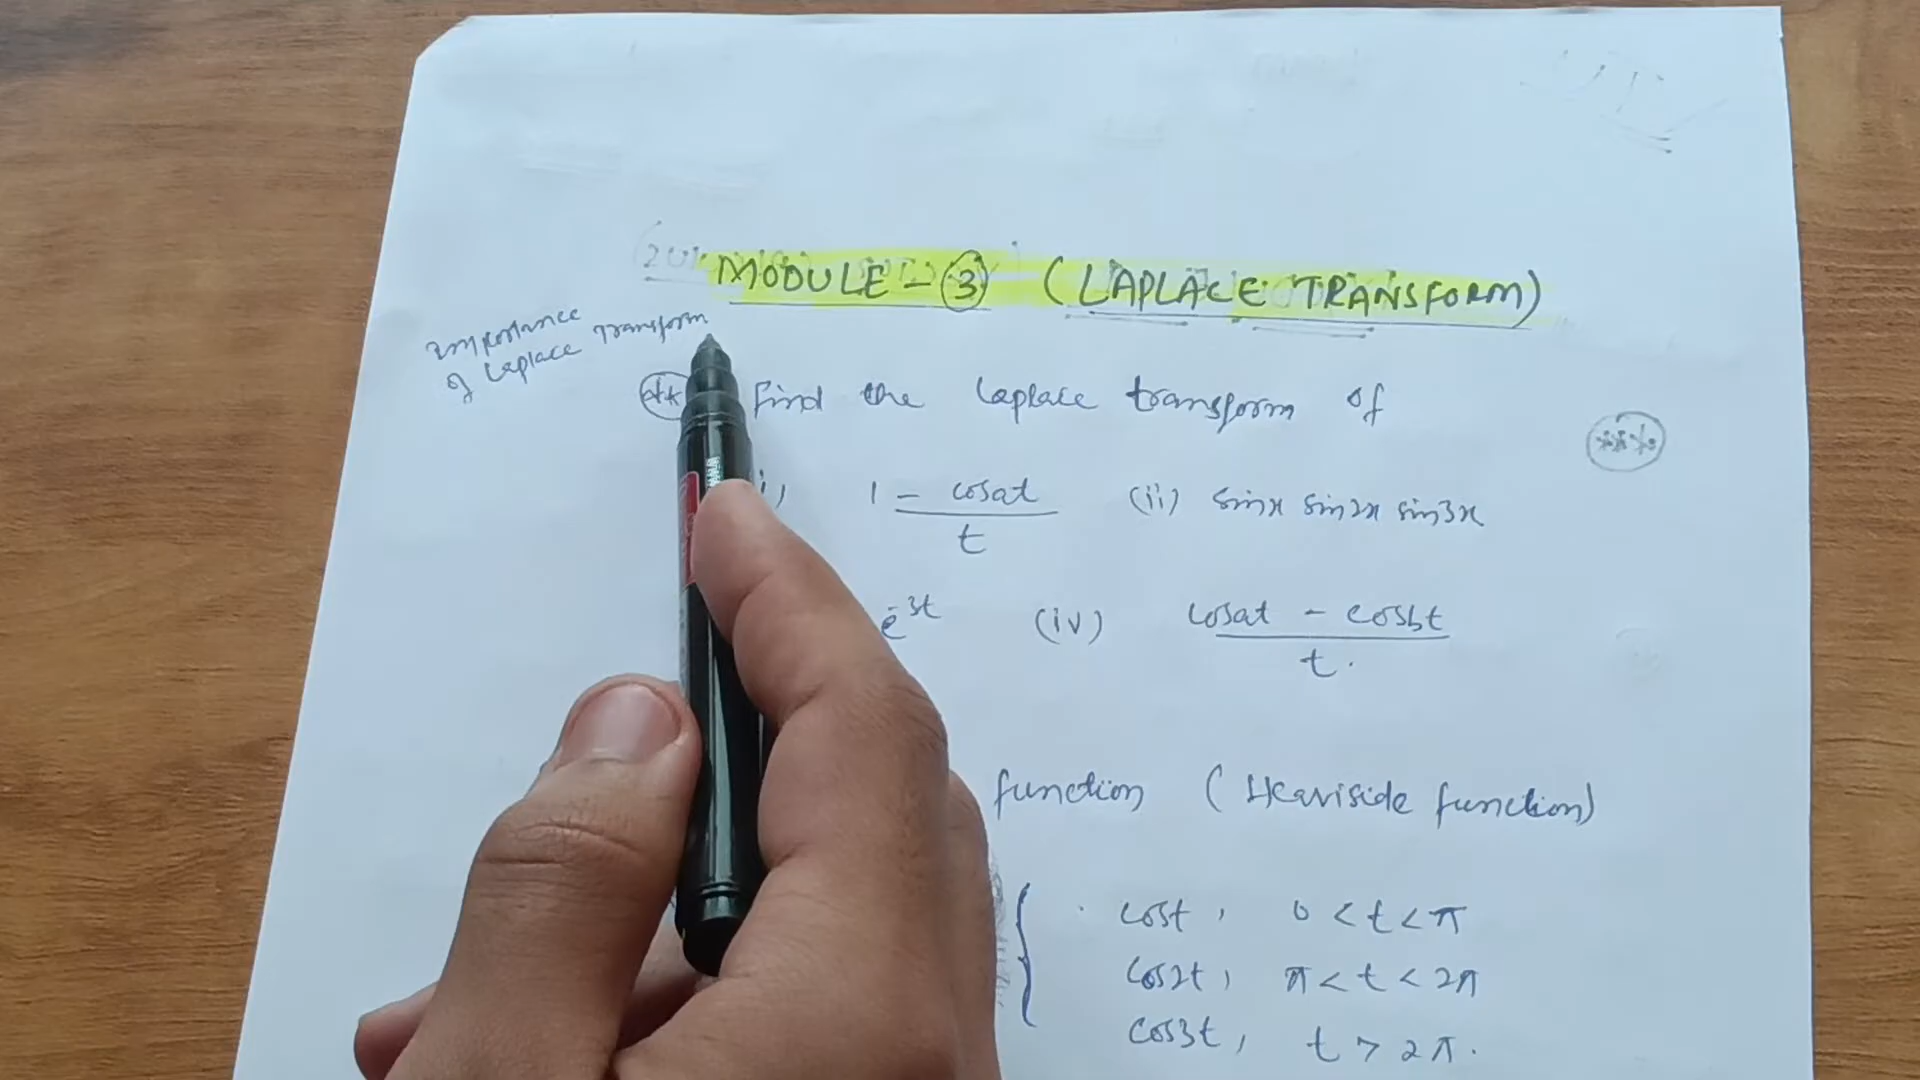 MODULE - 3 (LAPLACE TRANSFORM)
Importance
of Laplace Transform
** Find the Laplace transform of
***
i) 1 - cosat / t (ii) sinx sin2x sin3x
e^-3t (iv) cosat - cosbt / t.
function (Heaviside function)
{ cost, 0 < t < π
cos2t, π < t < 2π
cos3t, t > 2π.